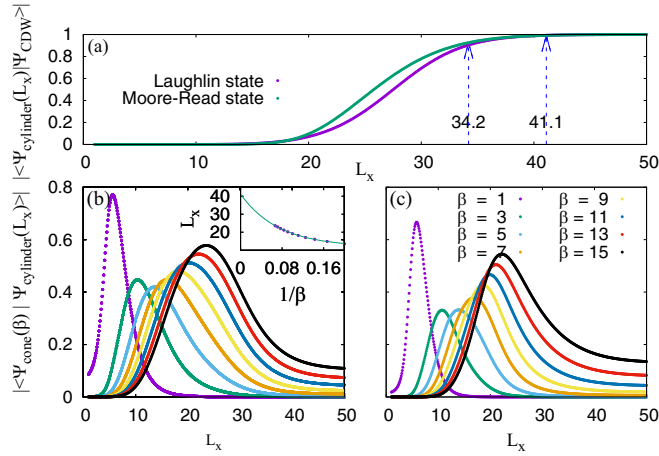 |<Ψcylinder(Lx)|ΨCDW>|
(a)
1
0.8
0.6
0.4
0.2
0
Laughlin state
Moore-Read state
34.2
41.1
0 10 20 30 40 50
Lx
|<Ψcone(β) | Ψcylinder(Lx)>|
(b)
0.8
0.6
0.4
0.2
0
Lx
40
30
20
0 0.08 0.16
1/β
0 10 20 30 40 50
Lx
(c)
β = 1
β = 3
β = 5
β = 7
β = 9
β = 11
β = 13
β = 15
0 10 20 30 40 50
Lx